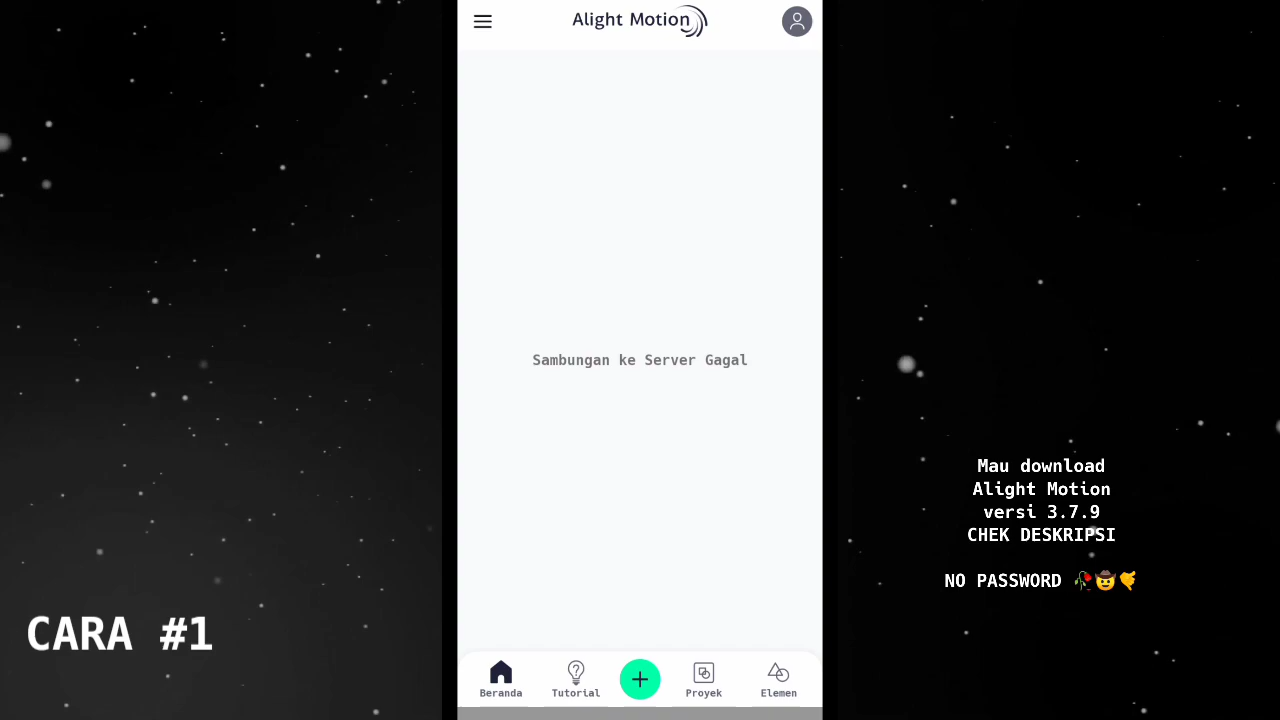 Alight Motion
Sambungan ke Server Gagal
Mau download
Alight Motion
versi 3.7.9
CHEK DESKRIPSI
NO PASSWORD 🥀🤠🤙
CARA #1
Beranda
Tutorial
Proyek
Elemen